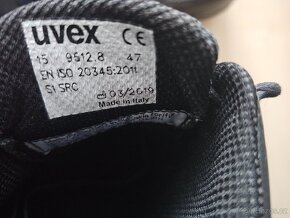 uvex CE
15 9512.8 47
EN ISO 20345:2011
S1 SRC 03/2019
Made in Italy